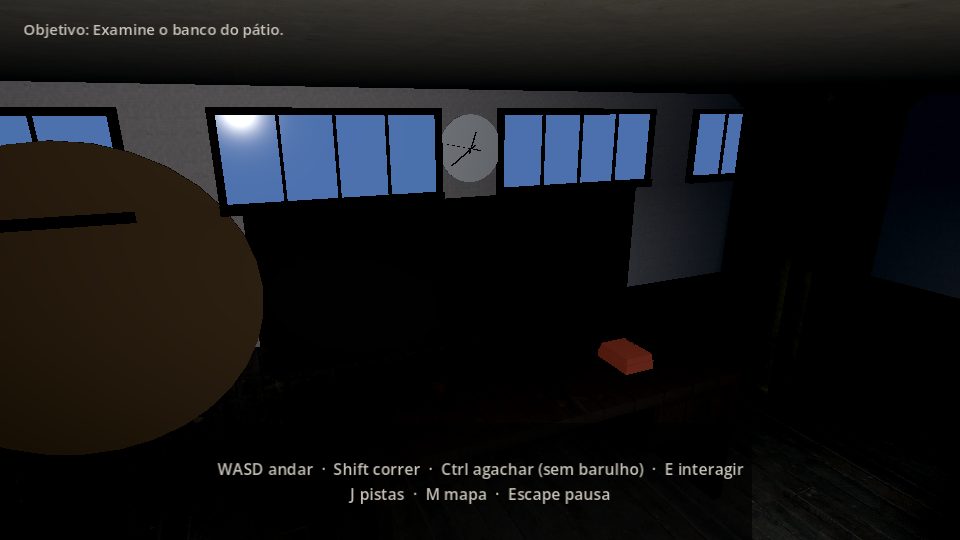 Objetivo: Examine o banco do pátio.
WASD andar · Shift correr · Ctrl agachar (sem barulho) · E interagir
J pistas · M mapa · Escape pausa